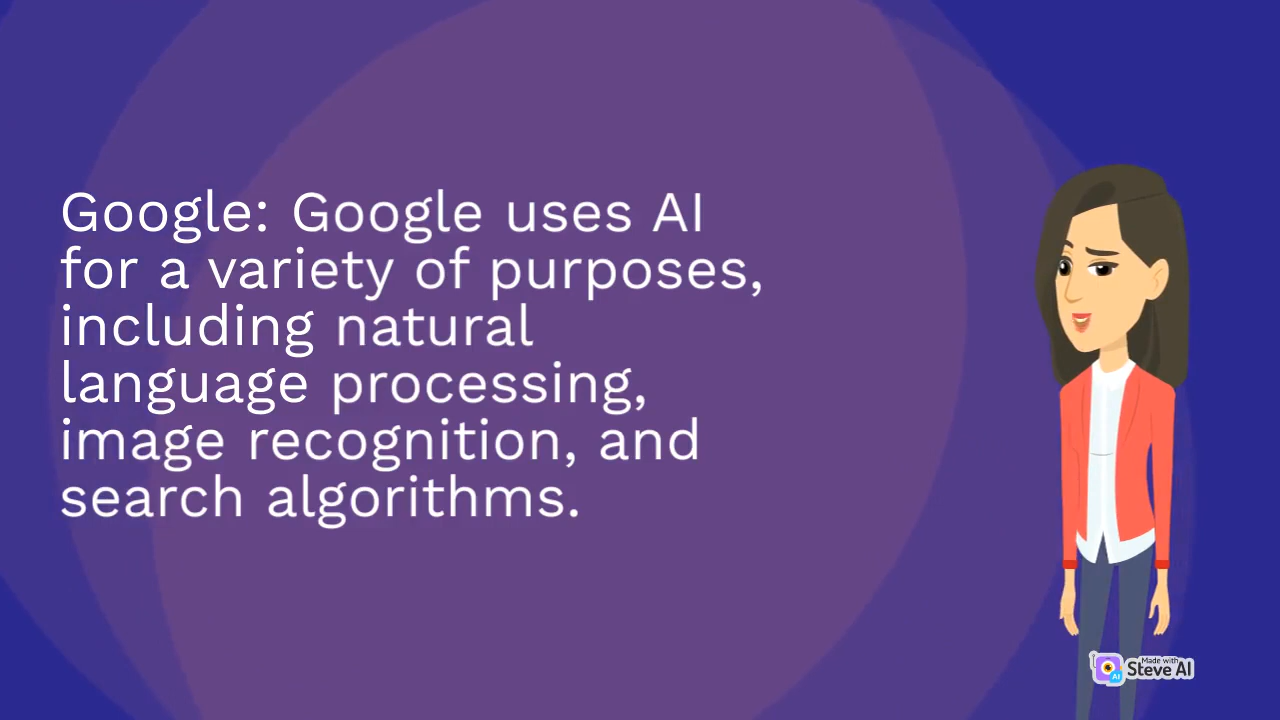 Google: Google uses AI
for a variety of purposes,
including natural
language processing,
image recognition, and
search algorithms.
Made with
Steve AI
AI